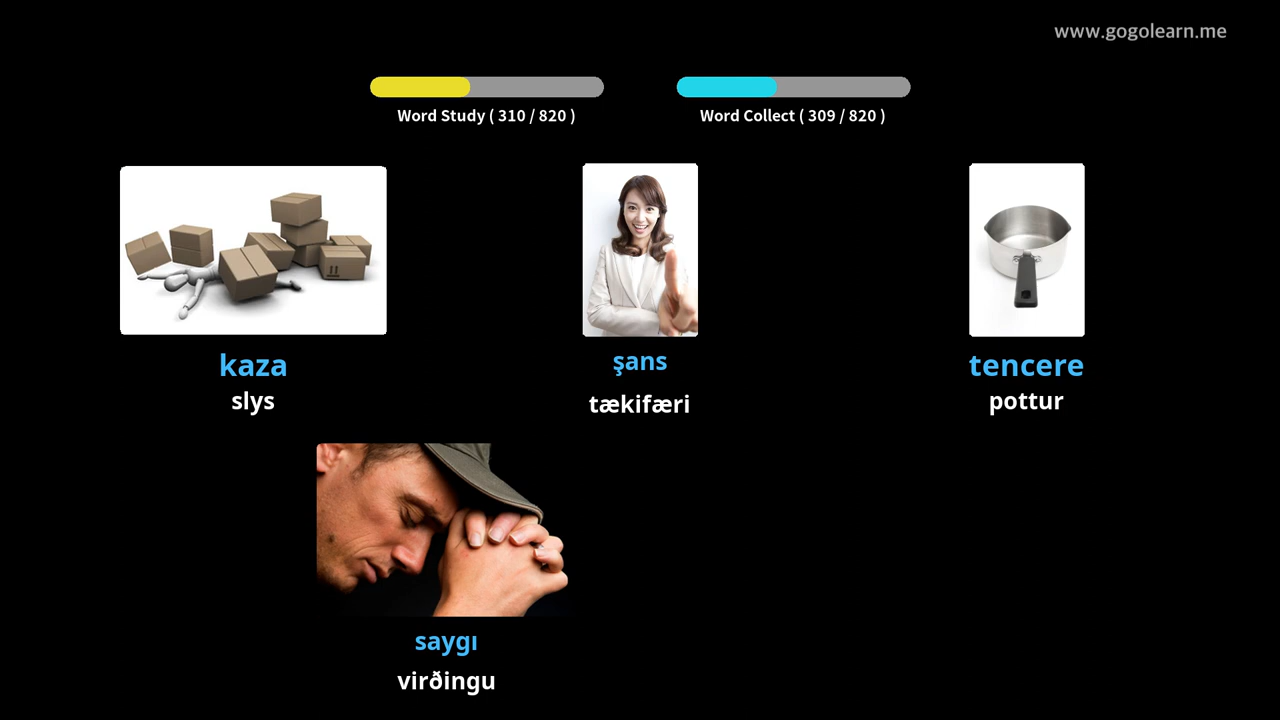 www.gogolearn.me
Word Study ( 310 / 820 )
Word Collect ( 309 / 820 )
kaza
slys
şans
tækifæri
tencere
pottur
saygı
virðingu